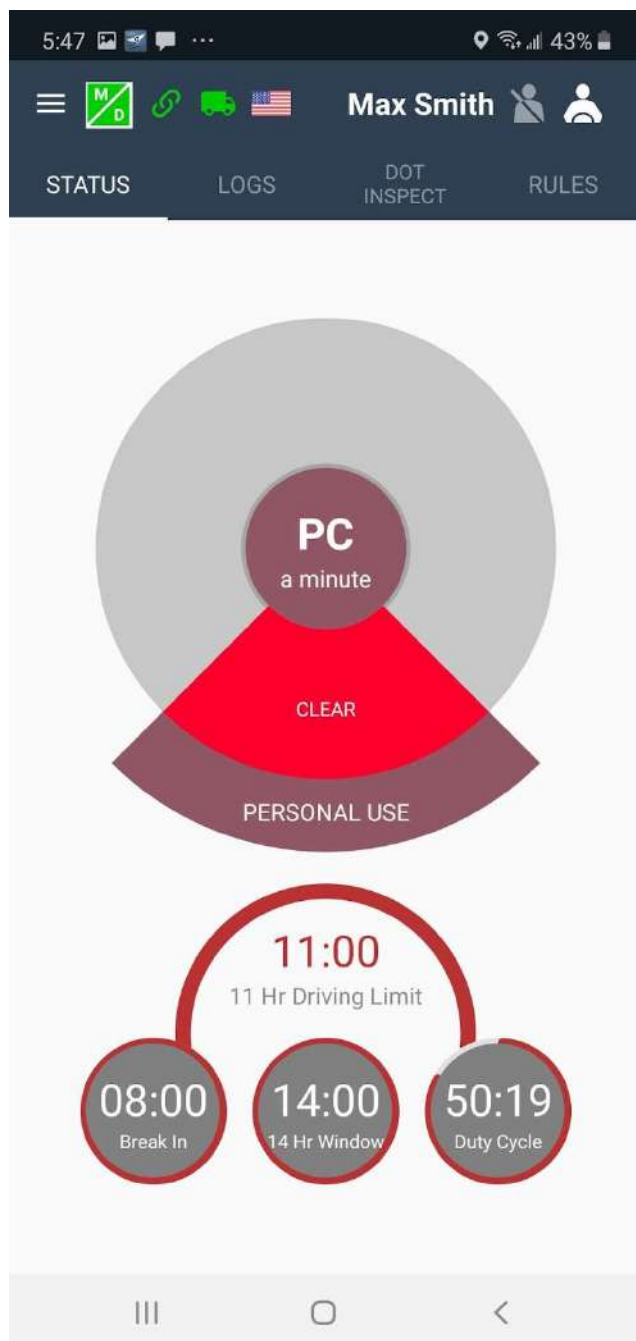 5:47 43%
M
D
Max Smith
STATUS LOGS DOT INSPECT RULES
PC
a minute
CLEAR
PERSONAL USE
11:00
11 Hr Driving Limit
08:00 14:00 50:19
Break In 14 Hr Window Duty Cycle